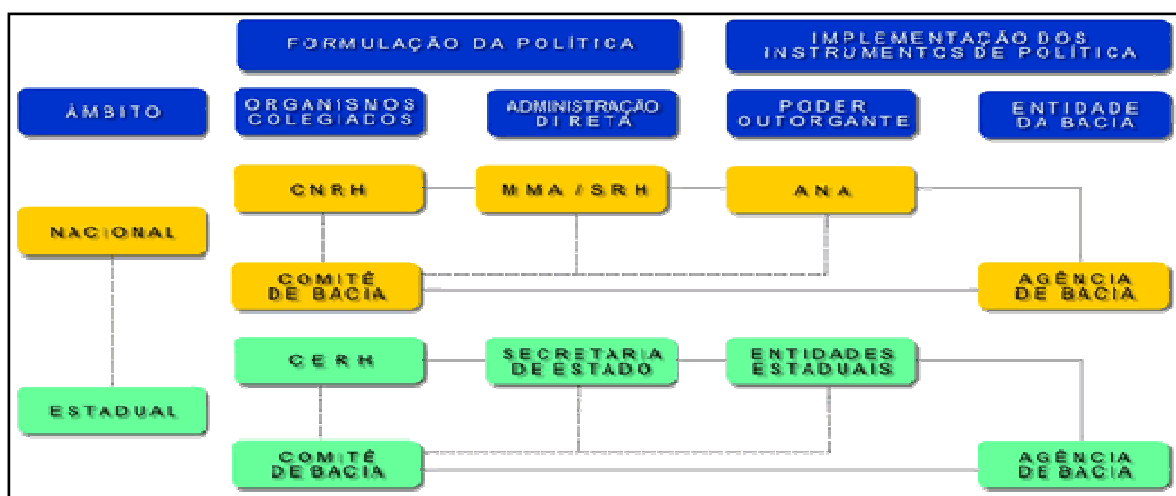 FORMULAÇÃO DA POLÍTICA
IMPLEMENTAÇÃO DOS
INSTRUMENTOS DE POLÍTICA
ÂMBITO
ORGANISMOS
COLEGIADOS
ADMINISTRAÇÃO
DIRETA
PODER
OUTORGANTE
ENTIDADE
DA BACIA
NACIONAL
CNRH
MMA / SRH
ANA
COMITÊ
DE BACIA
AGÊNCIA
DE BACIA
ESTADUAL
CERH
SECRETARIA
DE ESTADO
ENTIDADES
ESTADUAIS
COMITÊ
DE BACIA
AGÊNCIA
DE BACIA